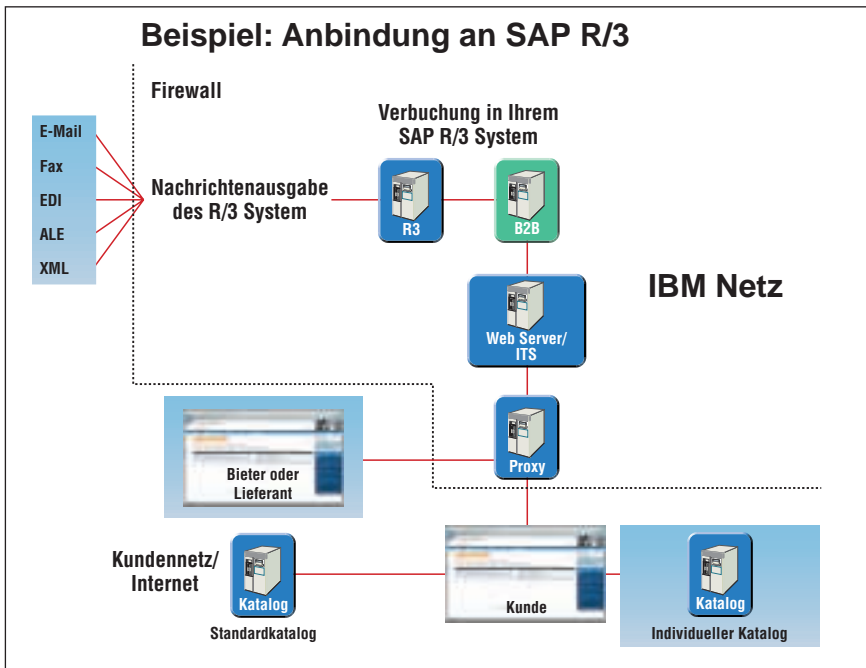 Beispiel: Anbindung an SAP R/3
Firewall
E-Mail
Fax
EDI
ALE
XML
Nachrichtenausgabe
des R/3 System
Verbuchung in Ihrem
SAP R/3 System
R3
B2B
IBM Netz
Web Server/
ITS
Proxy
Bieter oder
Lieferant
Kundennetz/
Internet
Katalog
Standardkatalog
Kunde
Katalog
Individueller Katalog